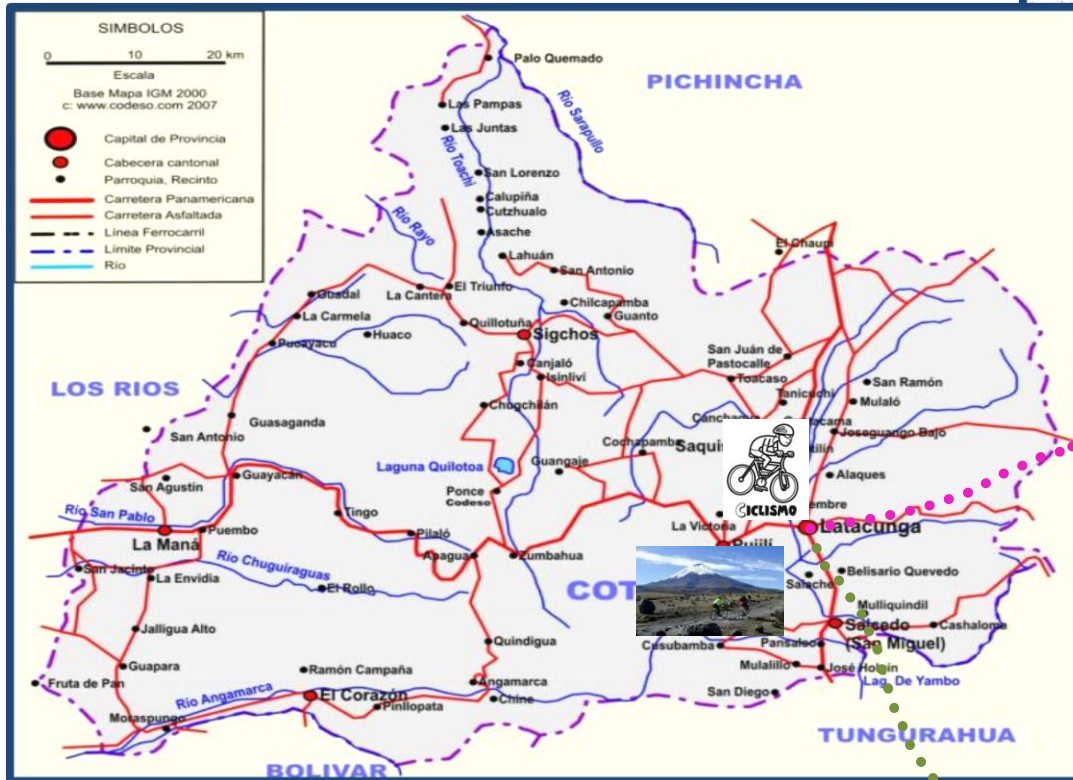 SIMBOLOS
0 10 20 km
Escala
Base Mapa IGM 2000
c: www.codeso.com 2007
Capital de Provincia
Cabecera cantonal
Parroquia, Recinto
Carretera Panamericana
Carretera Asfaltada
Línea Ferrocarril
Límite Provincial
Río
Palo Quemado
PICHINCHA
Las Pampas
Río Sarapullo
Las Juntas
Río Toachi
San Lorenzo
Calupiña
Cutzhualo
Río Rayo
Asache
El Chaupi
Lahuán
San Antonio
Guadal
La Cantera
El Triunfo
Chilcapamba
La Carmela
Guanto
Quillotuña
Huaco
Sigchos
Pucayacu
San Juán de
Pastocalle
Canjaló
Isinliví
Toacaso
San Ramón
LOS RIOS
Tanicuchi
Mulaló
Chogchilán
Guasaganda
San Antonio
Joseguango Bajo
Cochapamba
Laguna Quilotoa
Guangaje
Alaques
San Agustín
Guayacán
Ponce
Codeso
CICLISMO
Río San Pablo
Tingo
La Victoria
Latacunga
La Maná
Puembo
Pilaló
Apagua
Zumbahua
Pujilí
Río Chuguiraguas
San Jacinto
La Envidia
El Rollo
Salache
Belisario Quevedo
Mulliquindil
Jalligua Alto
Quindigua
Salcedo
(San Miguel)
Cashaloma
Cusubamba
Pansaleo
Guapara
Ramón Campaña
Mulalillo
José Holguín
Fruta de Pan
Angamarca
Lag. De Yambo
Río Angamarca
El Corazón
Pinllopata
Chine
San Diego
Moraspungo
TUNGURAHUA
BOLIVAR